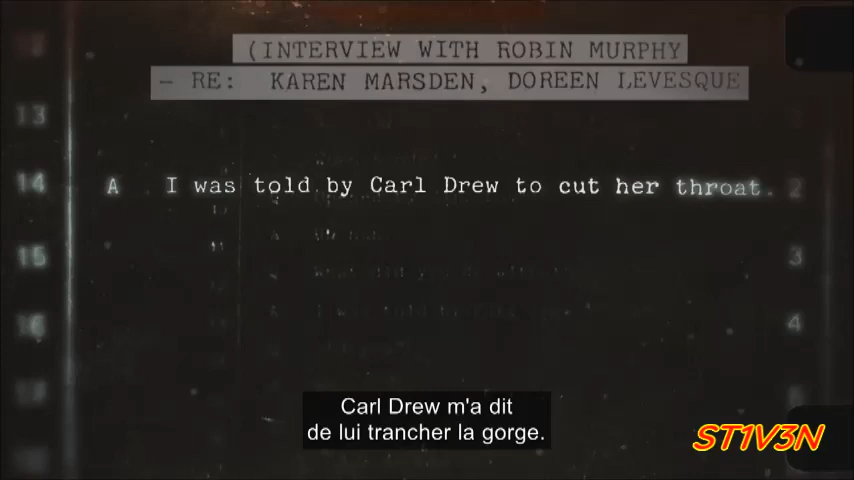 (INTERVIEW WITH ROBIN MURPHY
- RE: KAREN MARSDEN, DOREEN LEVESQUE
13
14 A I was told by Carl Drew to cut her throat. 2
15 3
16 4
Carl Drew m'a dit
de lui trancher la gorge.
ST1V3N